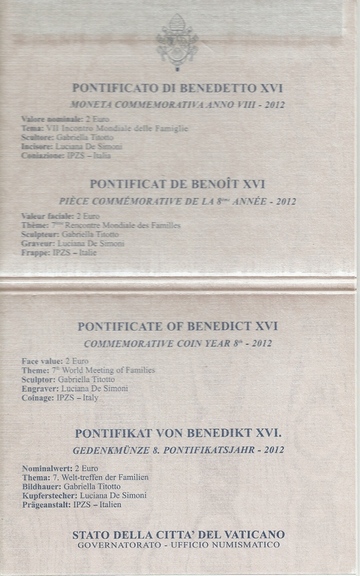 PONTIFICATO DI BENEDETTO XVI
MONETA COMMEMORATIVA ANNO VIII - 2012
Valore nominale: 2 Euro
Tema: VII Incontro Mondiale delle Famiglie
Scultore: Gabriella Titotto
Incisore: Luciana De Simoni
Coniazione: IPZS – Italia
PONTIFICAT DE BENOÎT XVI
PIÈCE COMMÉMORATIVE DE LA 8ème ANNÉE - 2012
Valeur faciale: 2 Euro
Thème: 7ème Rencontre Mondiale des Familles
Sculpteur: Gabriella Titotto
Graveur: Luciana De Simoni
Frappe: IPZS – Italie
PONTIFICATE OF BENEDICT XVI
COMMEMORATIVE COIN YEAR 8th - 2012
Face value: 2 Euro
Theme: 7th World Meeting of Families
Sculptor: Gabriella Titotto
Engraver: Luciana De Simoni
Coinage: IPZS – Italy
PONTIFIKAT VON BENEDIKT XVI.
GEDENKMÜNZE 8. PONTIFIKATSJAHR - 2012
Nominalwert: 2 Euro
Thema: 7. Welt-treffen der Familien
Bildhauer: Gabriella Titotto
Kupferstecher: Luciana De Simoni
Prägeanstalt: IPZS – Italien
STATO DELLA CITTA' DEL VATICANO
GOVERNATORATO - UFFICIO NUMISMATICO